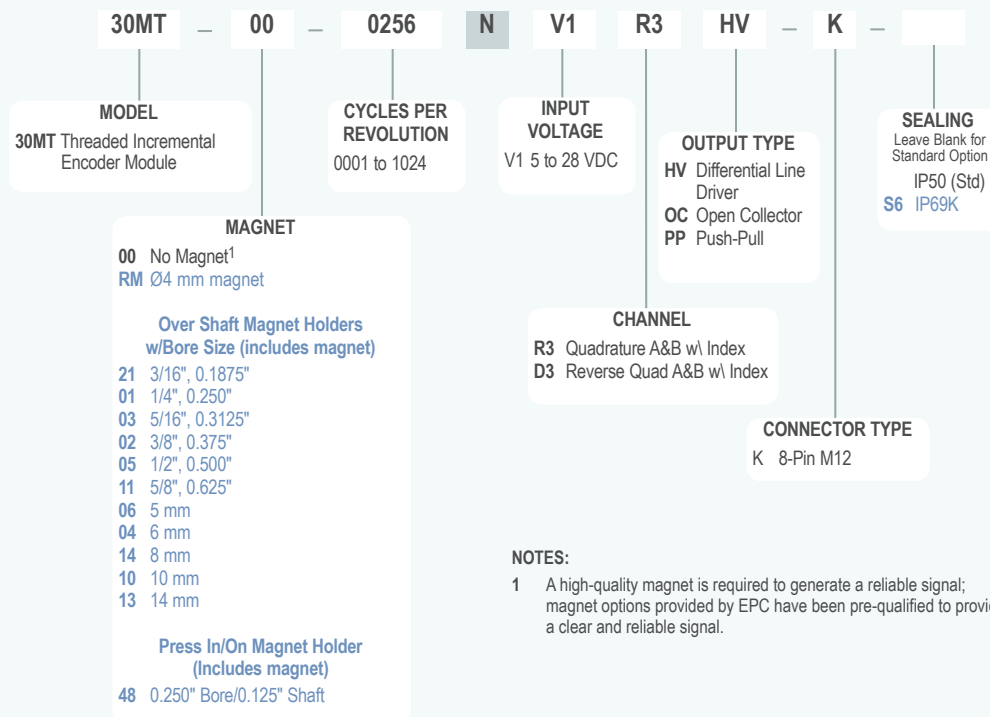 30MT – 00 – 0256 N V1 R3 HV – K –
MODEL
30MT Threaded Incremental
Encoder Module
CYCLES PER
REVOLUTION
0001 to 1024
INPUT
VOLTAGE
V1 5 to 28 VDC
OUTPUT TYPE
HV Differential Line
Driver
OC Open Collector
PP Push-Pull
SEALING
Leave Blank for
Standard Option
IP50 (Std)
S6 IP69K
MAGNET
00 No Magnet1
RM Ø4 mm magnet
Over Shaft Magnet Holders
w/Bore Size (includes magnet)
21 3/16", 0.1875"
01 1/4", 0.250"
03 5/16", 0.3125"
02 3/8", 0.375"
05 1/2", 0.500"
11 5/8", 0.625"
06 5 mm
04 6 mm
14 8 mm
10 10 mm
13 14 mm
Press In/On Magnet Holder
(Includes magnet)
48 0.250" Bore/0.125" Shaft
CHANNEL
R3 Quadrature A&B w\ Index
D3 Reverse Quad A&B w\ Index
CONNECTOR TYPE
K 8-Pin M12
NOTES:
1 A high-quality magnet is required to generate a reliable signal;
magnet options provided by EPC have been pre-qualified to
a clear and reliable signal.